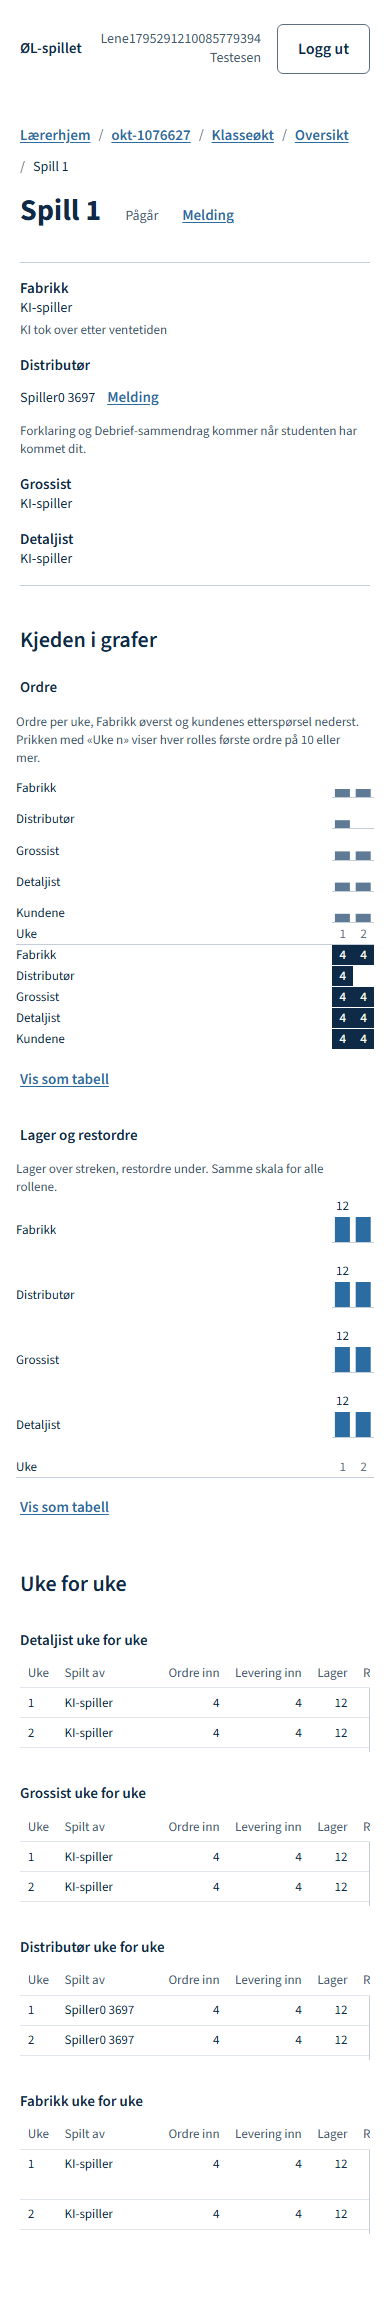 ØL-spillet
Lene1795291210085779394
Testesen
Logg ut
Lærerhjem / okt-1076627 / Klasseøkt / Oversikt
/ Spill 1
Spill 1 Pågår Melding
Fabrikk
KI-spiller
KI tok over etter ventetiden
Distributør
Spiller0 3697 Melding
Forklaring og Debrief-sammendrag kommer når studenten har
kommet dit.
Grossist
KI-spiller
Detaljist
KI-spiller
Kjeden i grafer
Ordre
Ordre per uke, Fabrikk øverst og kundenes etterspørsel nederst.
Prikken med «Uke n» viser hver rolles første ordre på 10 eller
mer.
Fabrikk
Distributør
Grossist
Detaljist
Kundene
Uke 1 2
Fabrikk 4 4
Distributør 4
Grossist 4 4
Detaljist 4 4
Kundene 4 4
Vis som tabell
Lager og restordre
Lager over streken, restordre under. Samme skala for alle
rollene.
12
Fabrikk
12
Distributør
12
Grossist
12
Detaljist
Uke 1 2
Vis som tabell
Uke for uke
Detaljist uke for uke
Uke Spilt av Ordre inn Levering inn Lager R
1 KI-spiller 4 4 12
2 KI-spiller 4 4 12
Grossist uke for uke
Uke Spilt av Ordre inn Levering inn Lager R
1 KI-spiller 4 4 12
2 KI-spiller 4 4 12
Distributør uke for uke
Uke Spilt av Ordre inn Levering inn Lager R
1 Spiller0 3697 4 4 12
2 Spiller0 3697 4 4 12
Fabrikk uke for uke
Uke Spilt av Ordre inn Levering inn Lager R
1 KI-spiller 4 4 12
2 KI-spiller 4 4 12